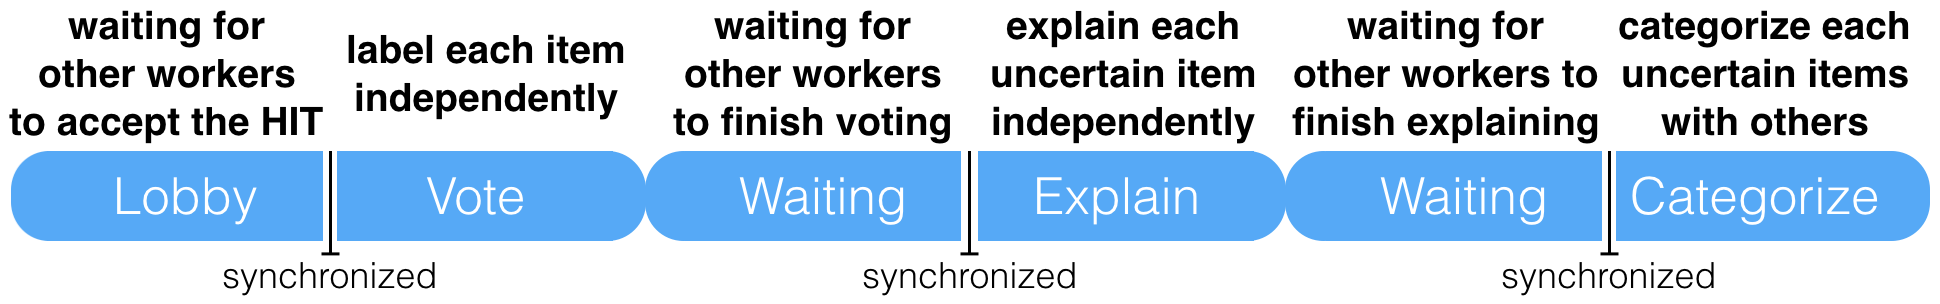 waiting for
other workers
to accept the HIT
label each item
independently
waiting for
other workers
to finish voting
explain each
uncertain item
independently
waiting for
other workers to
finish explaining
categorize each
uncertain items
with others
Lobby
Vote
Waiting
Explain
Waiting
Categorize
synchronized
synchronized
synchronized